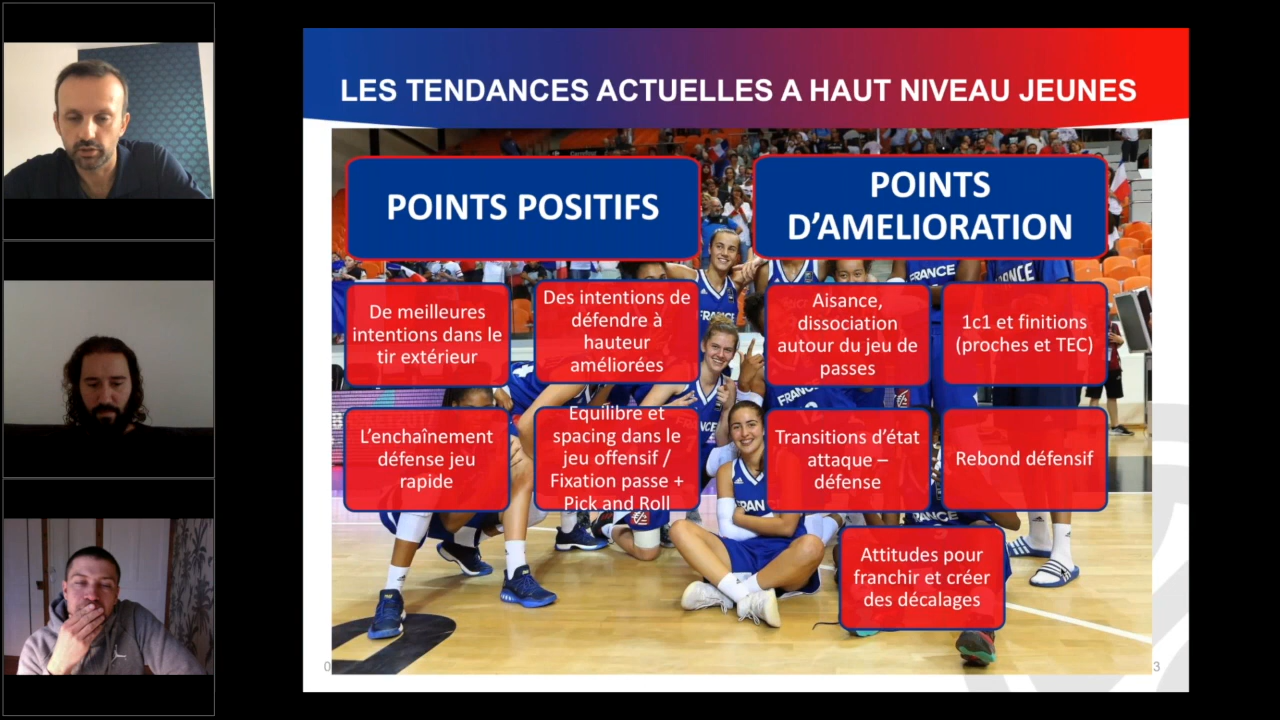 LES TENDANCES ACTUELLES A HAUT NIVEAU JEUNES
POINTS POSITIFS
POINTS
D’AMELIORATION
De meilleures
intentions dans le
tir extérieur
Des intentions de
défendre à
hauteur
améliorées
Aisance,
dissociation
autour du jeu de
passes
1c1 et finitions
(proches et TEC)
L’enchaînement
défense jeu
rapide
Equilibre et
spacing dans le
jeu offensif /
Fixation passe +
Pick and Roll
Transitions d’état
attaque –
défense
Rebond défensif
Attitudes pour
franchir et créer
des décalages
FRANCE
FRANCE
0
3